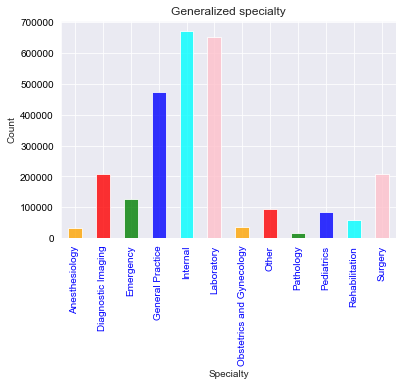 Generalized specialty
700000
600000
500000
400000
300000
200000
100000
0
Count
Anesthesiology
Diagnostic Imaging
Emergency
General Practice
Internal
Laboratory
Obstetrics and Gynecology
Other
Pathology
Pediatrics
Rehabilitation
Surgery
Specialty